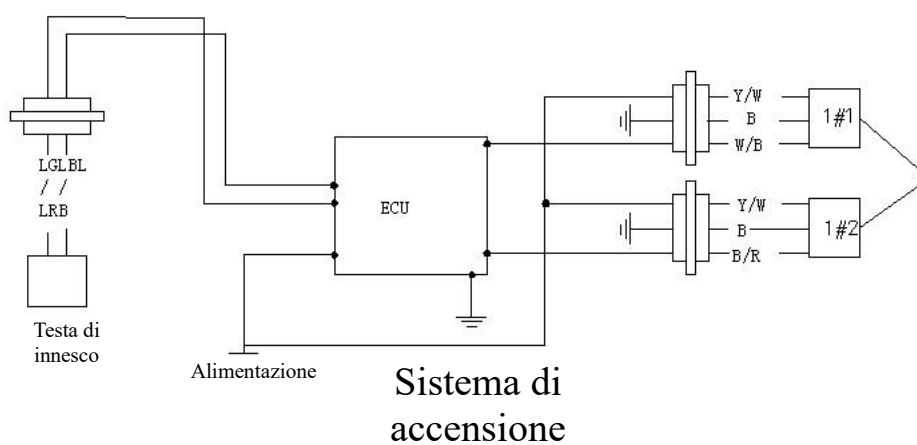 Y/W
B
W/B
1#1
LGLBL
/ /
LRB
ECU
Y/W
B
B/R
1#2
Testa di
innesco
Alimentazione
Sistema di
accensione